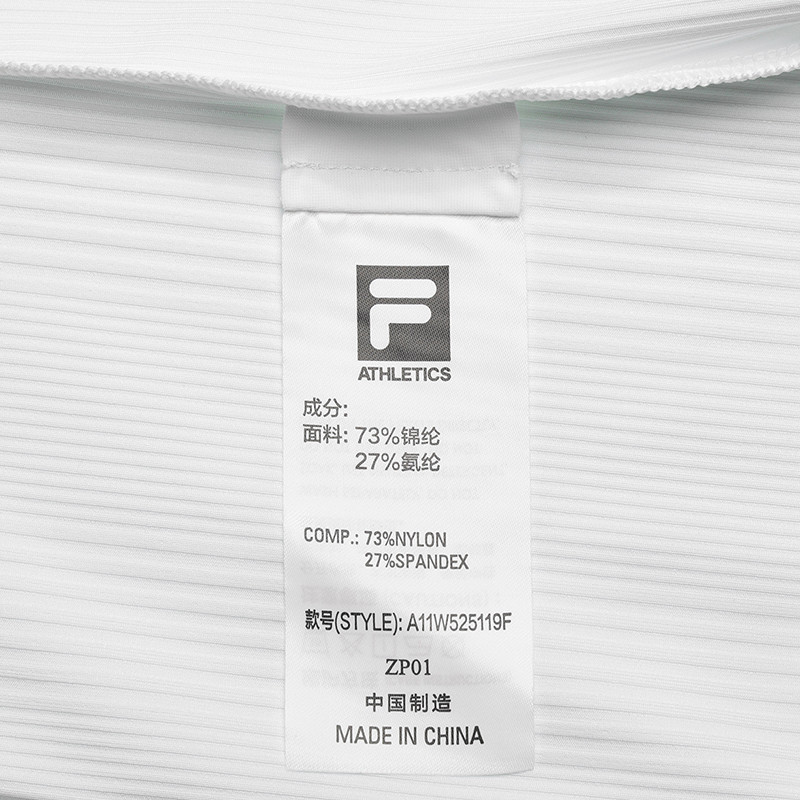 F
ATHLETICS
成分:
面料: 73%锦纶
27%氨纶
COMP.: 73%NYLON
27%SPANDEX
款号(STYLE): A11W525119F
ZP01
中国制造
MADE IN CHINA